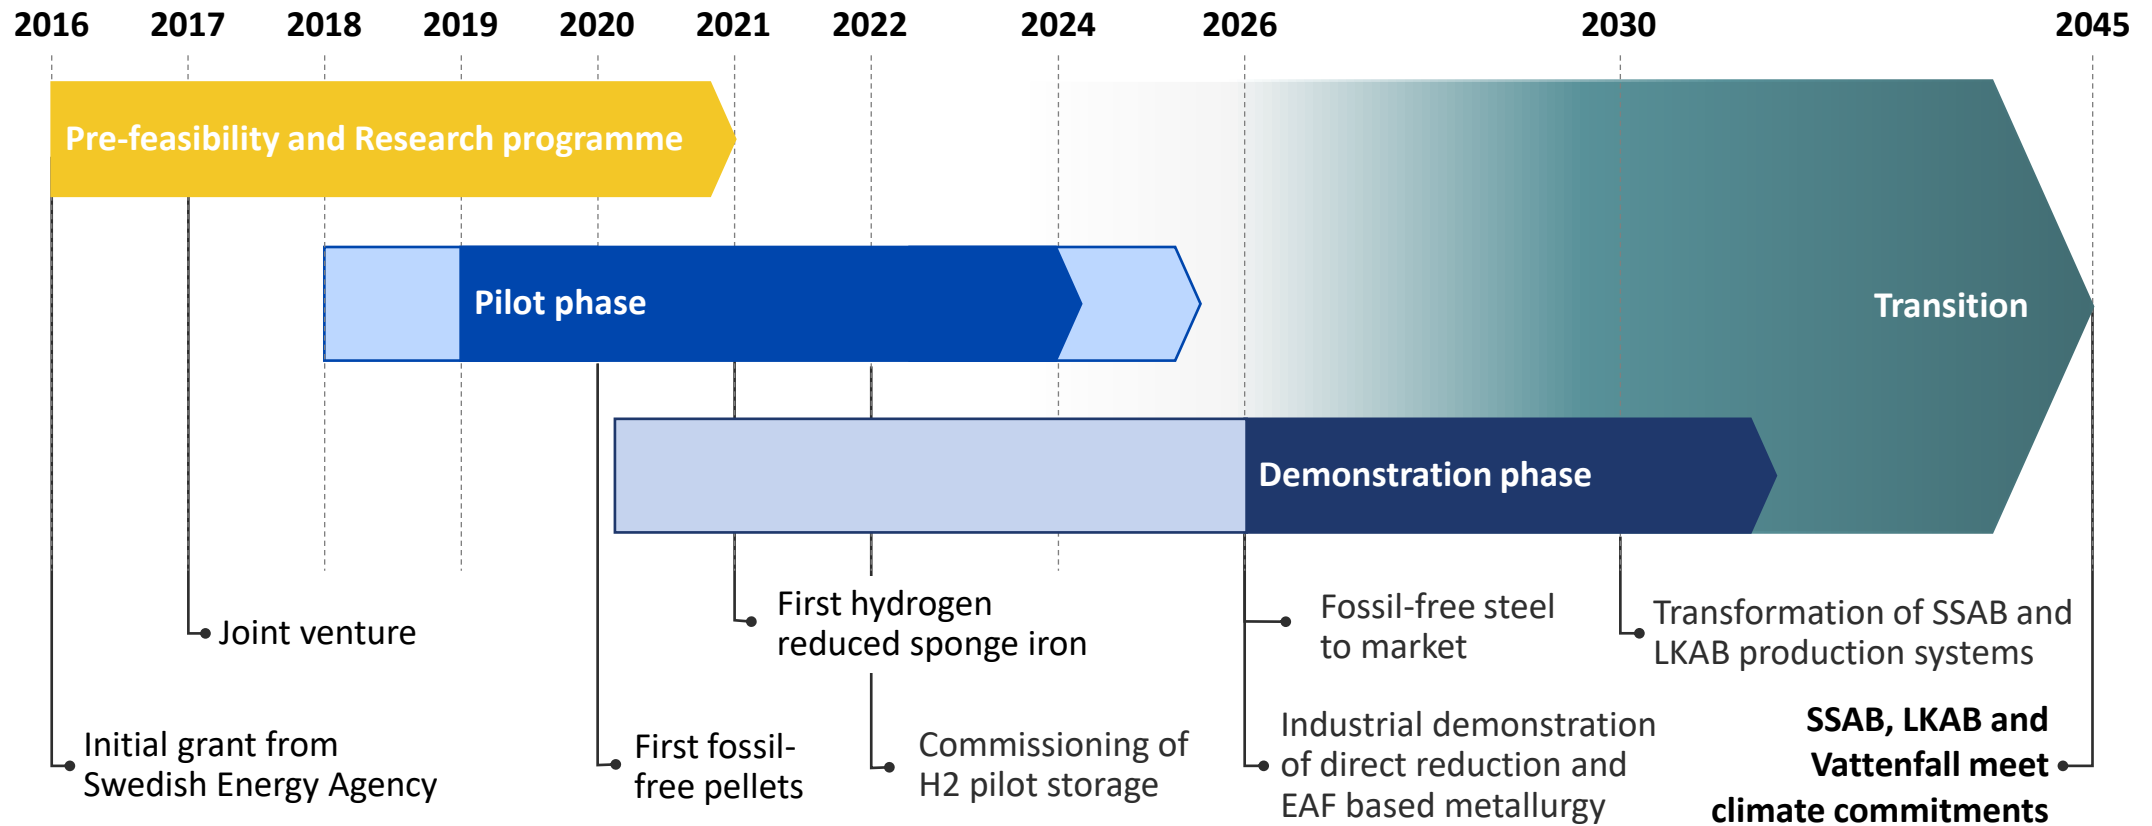 2016 2017 2018 2019 2020 2021 2022 2024 2026 2030 2045
Pre-feasibility and Research programme
Pilot phase
Transition
Demonstration phase
Joint venture
First hydrogen
reduced sponge iron
Fossil-free steel
to market
Transformation of SSAB and
LKAB production systems
Initial grant from
Swedish Energy Agency
First fossil-
free pellets
Commissioning of
H2 pilot storage
Industrial demonstration
of direct reduction and
EAF based metallurgy
SSAB, LKAB and
Vattenfall meet
climate commitments